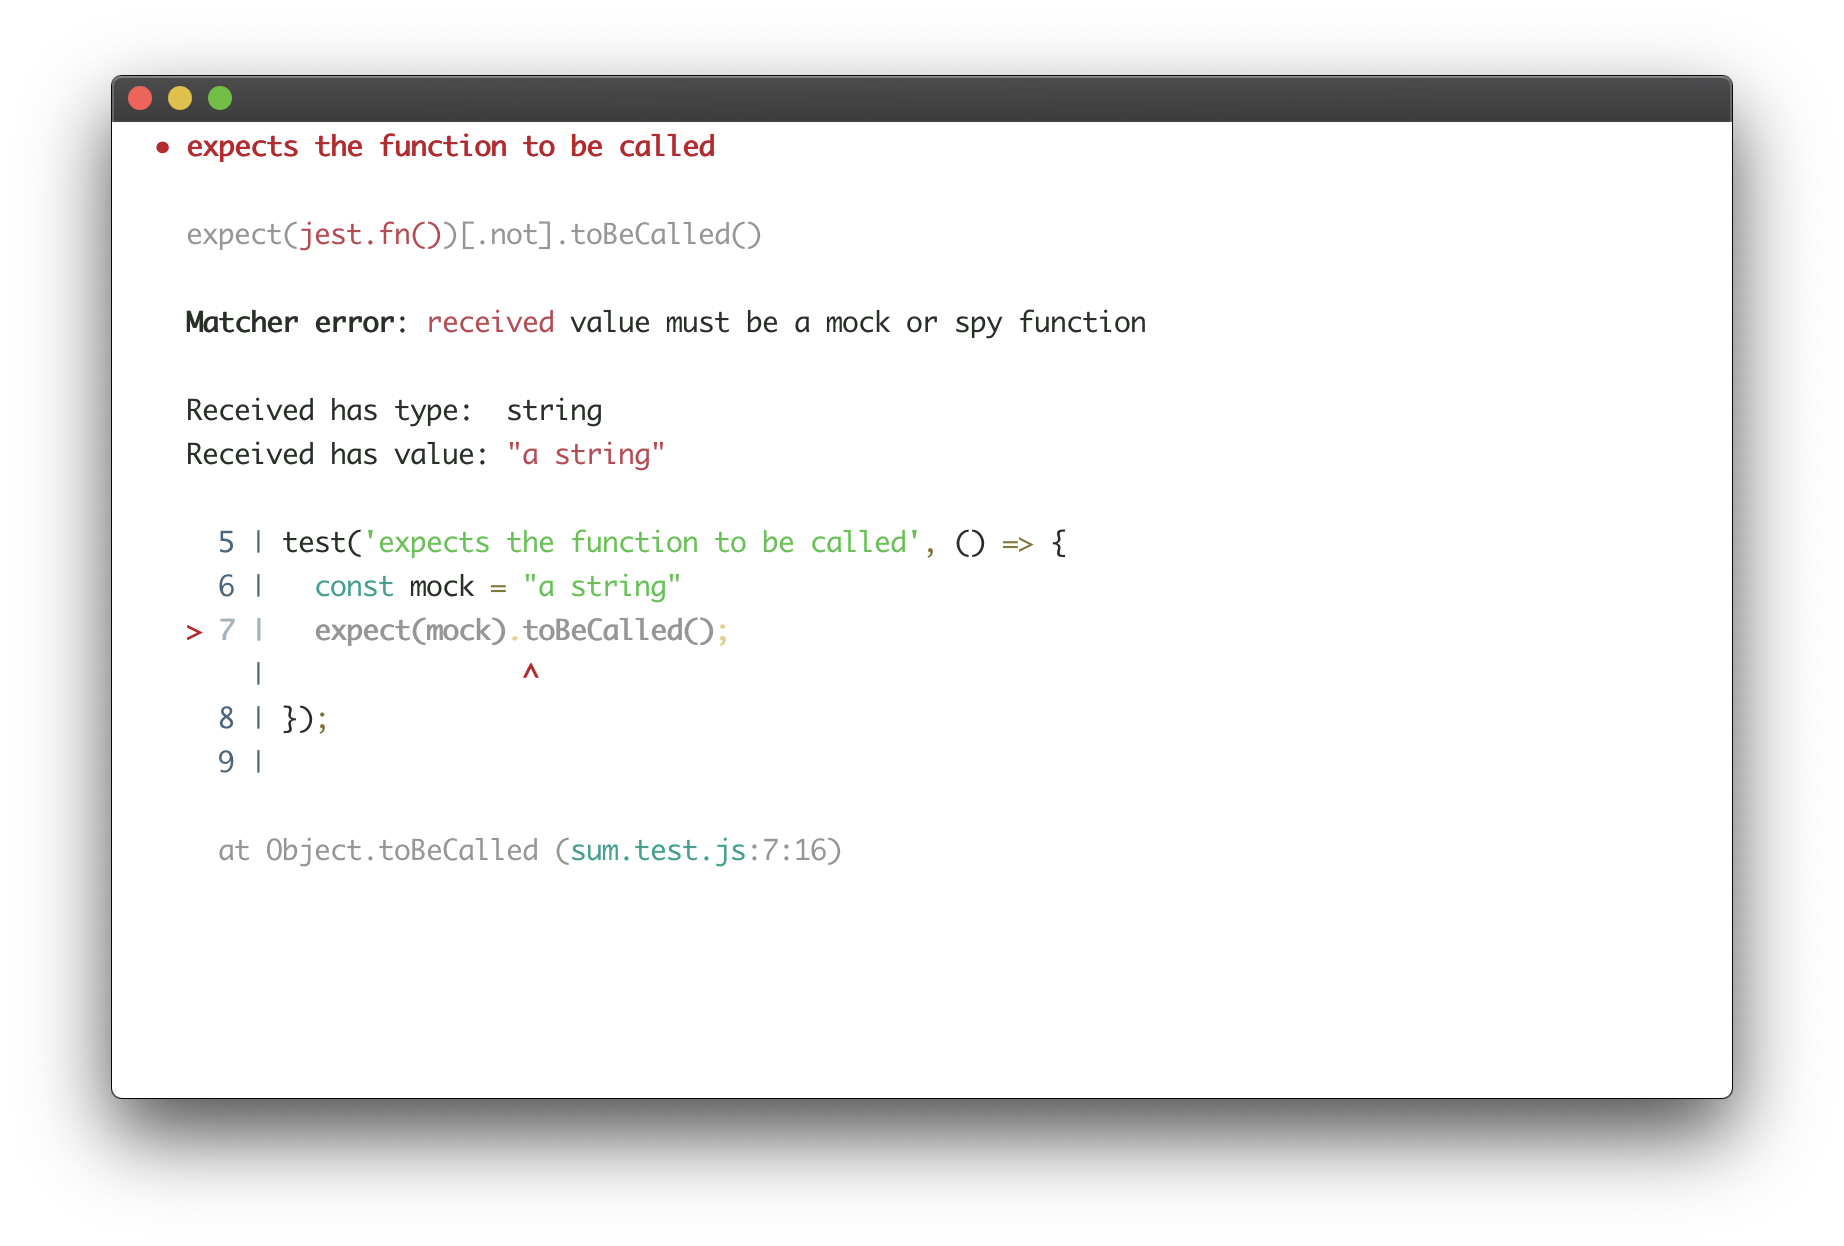 ● expects the function to be called
expect(jest.fn())[.not].toBeCalled()
Matcher error: received value must be a mock or spy function
Received has type:  string
Received has value: "a string"
  5 | test('expects the function to be called', () => {
  6 |   const mock = "a string"
> 7 |   expect(mock).toBeCalled();
    |                ^
  8 | });
  9 |
  at Object.toBeCalled (sum.test.js:7:16)